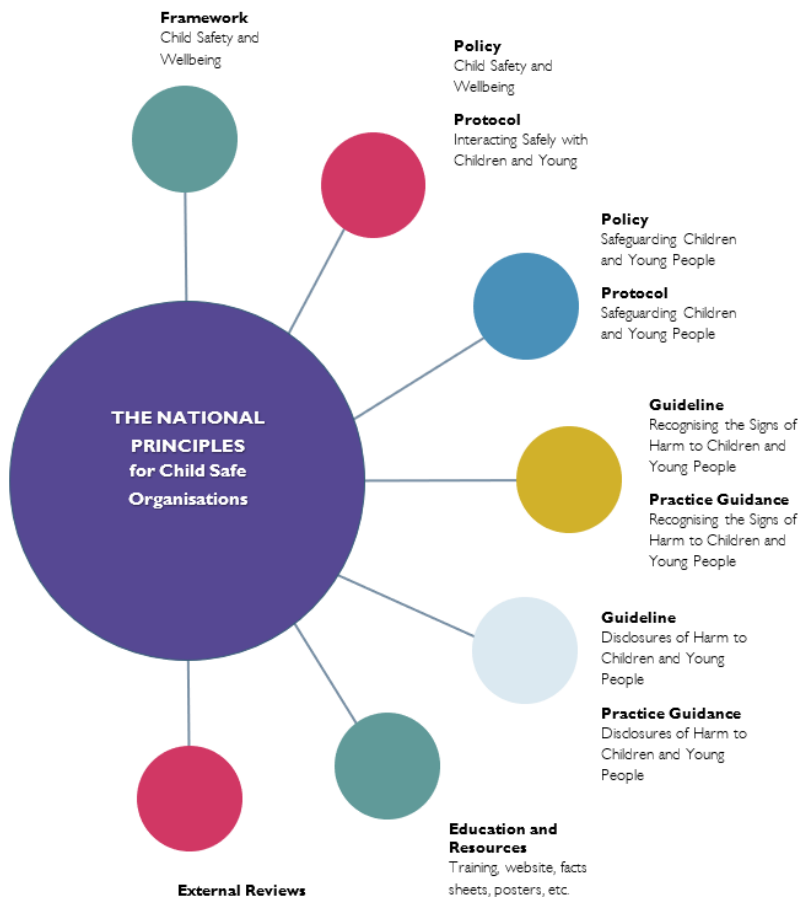 Framework
Child Safety and
Wellbeing
Policy
Child Safety and
Wellbeing
Protocol
Interacting Safely with
Children and Young
Policy
Safeguarding Children
and Young People
Protocol
Safeguarding Children
and Young People
THE NATIONAL
PRINCIPLES
for Child Safe
Organisations
Guideline
Recognising the Signs of
Harm to Children and
Young People
Practice Guidance
Recognising the Signs of
Harm to Children and
Young People
Guideline
Disclosures of Harm to
Children and Young
People
Practice Guidance
Disclosures of Harm to
Children and Young
People
Education and
Resources
Training, website, facts
sheets, posters, etc.
External Reviews